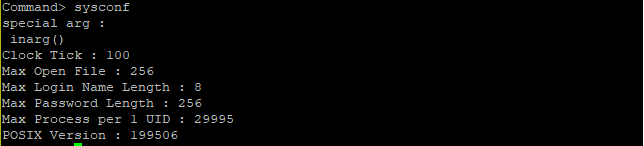 Command> sysconf
special arg :
 inarg()
Clock Tick : 100
Max Open File : 256
Max Login Name Length : 8
Max Password Length : 256
Max Process per 1 UID : 29995
POSIX Version : 199506